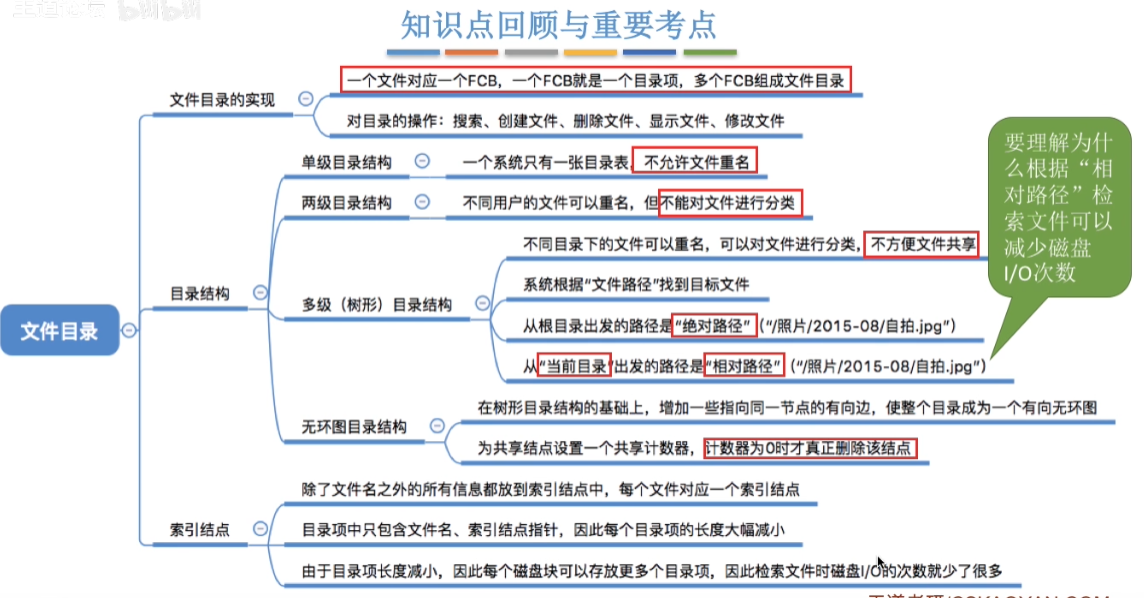 知识点回顾与重要考点
一个文件对应一个FCB，一个FCB就是一个目录项，多个FCB组成文件目录
文件目录的实现
对目录的操作：搜索、创建文件、删除文件、显示文件、修改文件
单级目录结构
一个系统只有一张目录表，不允许文件重名
两级目录结构
不同用户的文件可以重名，但不能对文件进行分类
不同目录下的文件可以重名，可以对文件进行分类，不方便文件共享
目录结构
多级（树形）目录结构
系统根据“文件路径”找到目标文件
从根目录出发的路径是“绝对路径”（“/照片/2015-08/自拍.jpg”）
从“当前目录”出发的路径是“相对路径”（“/照片/2015-08/自拍.jpg”）
要理解为什
么根据“相
对路径”检
索文件可以
减少磁盘
I/O次数
文件目录
无环图目录结构
在树形目录结构的基础上，增加一些指向同一节点的有向边，使整个目录成为一个有向无环图
为共享结点设置一个共享计数器，计数器为0时才真正删除该结点
索引结点
除了文件名之外的所有信息都放到索引结点中，每个文件对应一个索引结点
目录项中只包含文件名、索引结点指针，因此每个目录项的长度大幅减小
由于目录项长度减小，因此每个磁盘块可以存放更多个目录项，因此检索文件时磁盘I/O的次数就少了很多